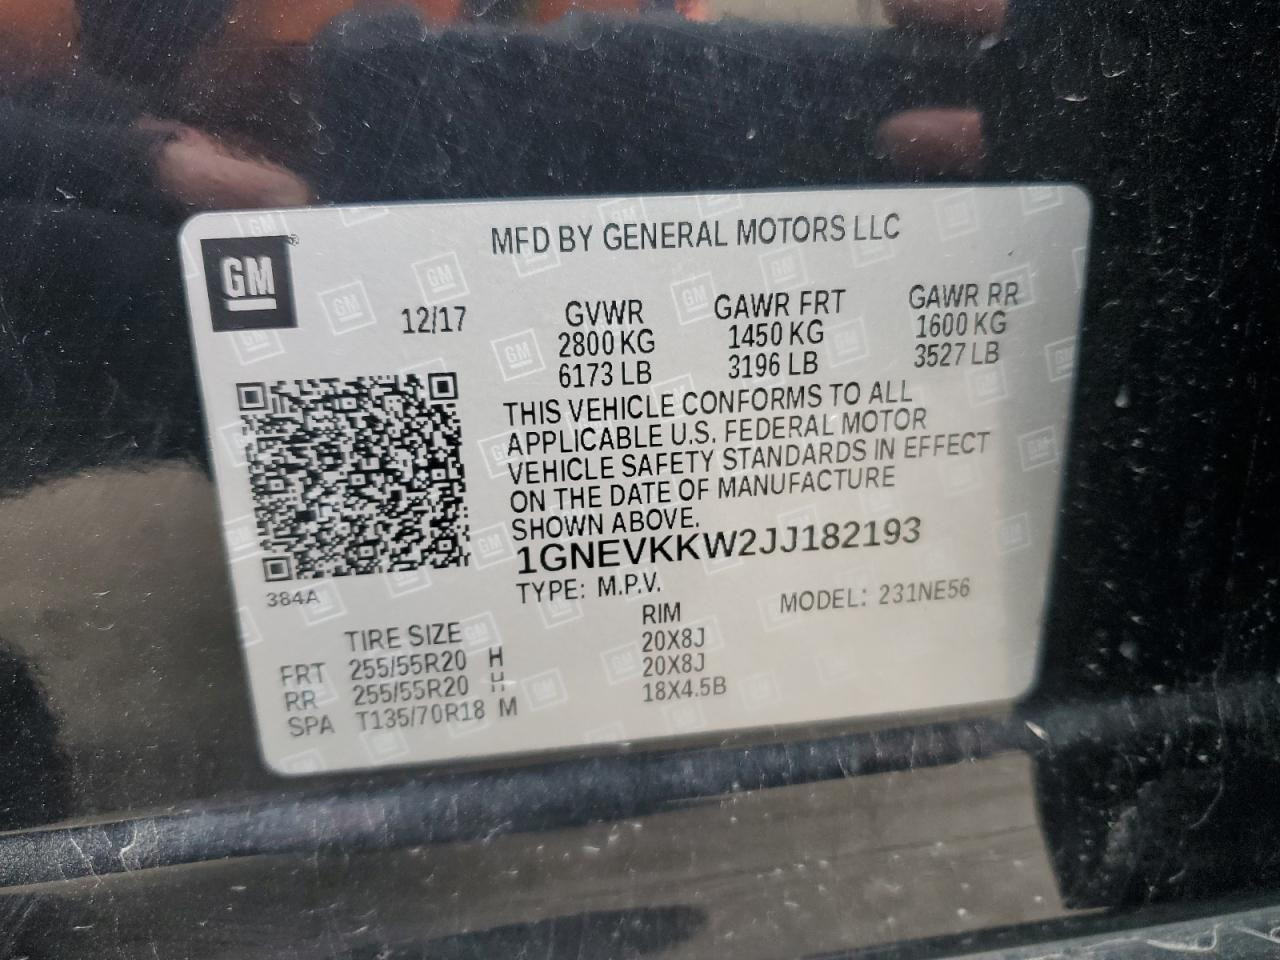 MFD BY GENERAL MOTORS LLC
GM
12/17
GVWR GAWR FRT GAWR RR
2800 KG 1450 KG 1600 KG
6173 LB 3196 LB 3527 LB
THIS VEHICLE CONFORMS TO ALL
APPLICABLE U.S. FEDERAL MOTOR
VEHICLE SAFETY STANDARDS IN EFFECT
ON THE DATE OF MANUFACTURE
SHOWN ABOVE.
1GNEVKKW2JJ182193
384A
TYPE: M.P.V. MODEL: 231NE56
TIRE SIZE RIM
FRT 255/55R20 H 20X8J
RR 255/55R20 H 20X8J
SPA T135/70R18 M 18X4.5B